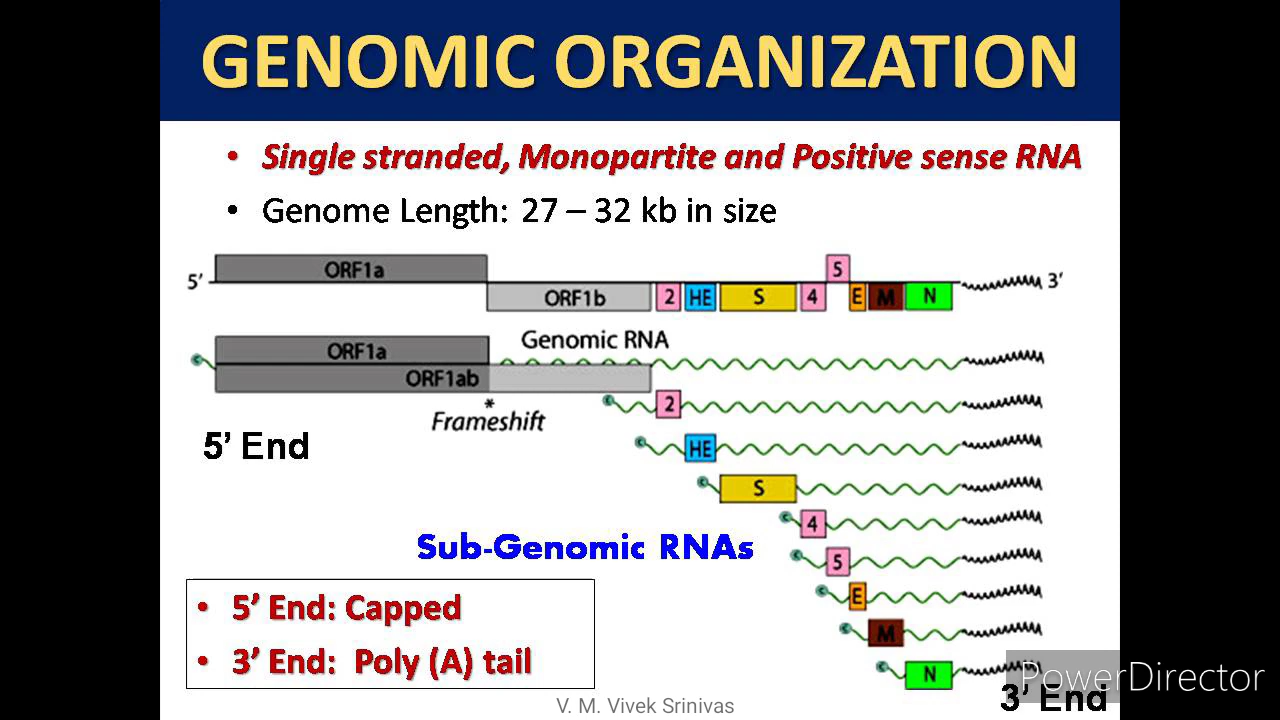 GENOMIC ORGANIZATION
• Single stranded, Monopartite and Positive sense RNA
• Genome Length: 27 – 32 kb in size
5’ ORF1a ORF1b 2 HE S 4 5 E M N 3’
Genomic RNA
C ORF1a
ORF1ab
*
Frameshift
C 2
5’ End
C HE
C S
C 4
Sub-Genomic RNAs
C 5
C E
• 5’ End: Capped
C M
• 3’ End: Poly (A) tail
C N
PowerDirector
3’ End
V. M. Vivek Srinivas